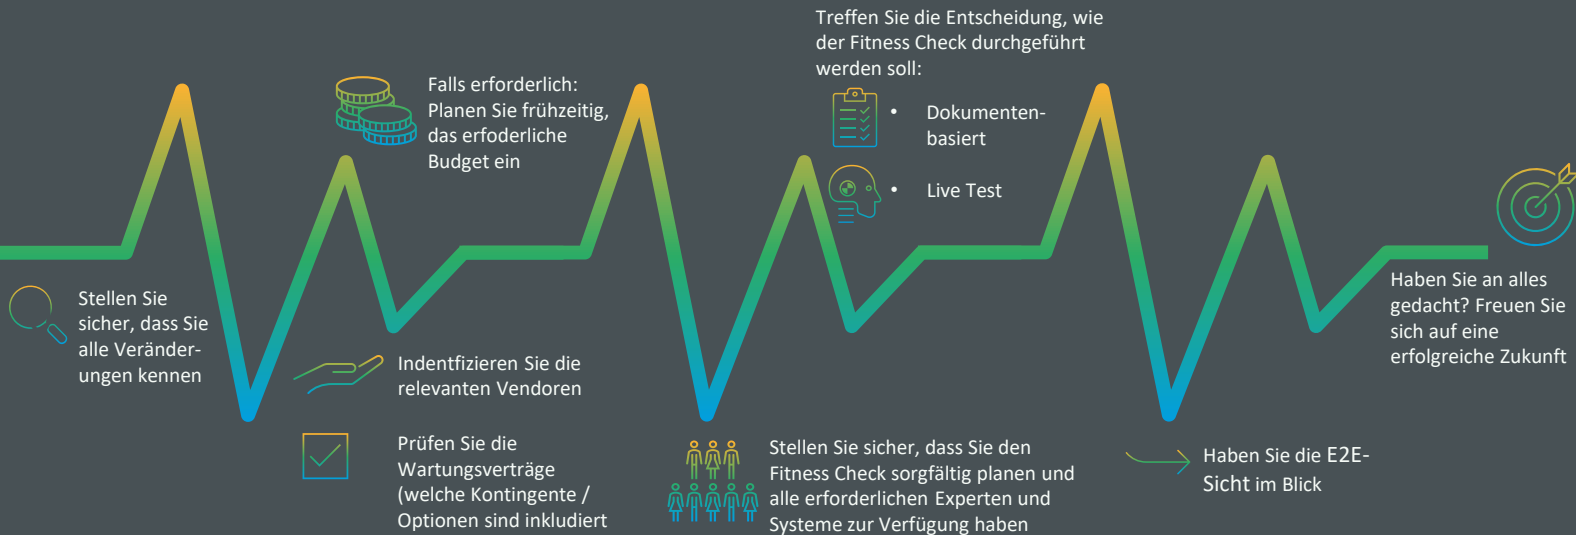 Stellen Sie
sicher, dass Sie
alle Veränder-
ungen kennen
Falls erforderlich:
Planen Sie frühzeitig,
das erfoderliche
Budget ein
Indentfizieren Sie die
relevanten Vendoren
Prüfen Sie die
Wartungsverträge
(welche Kontingente /
Optionen sind inkludiert
Treffen Sie die Entscheidung, wie
der Fitness Check durchgeführt
werden soll:
• Dokumenten-
basiert
• Live Test
Stellen Sie sicher, dass Sie den
Fitness Check sorgfältig planen und
alle erforderlichen Experten und
Systeme zur Verfügung haben
Haben Sie die E2E-
Sicht im Blick
Haben Sie an alles
gedacht? Freuen Sie
sich auf eine
erfolgreiche Zukunft